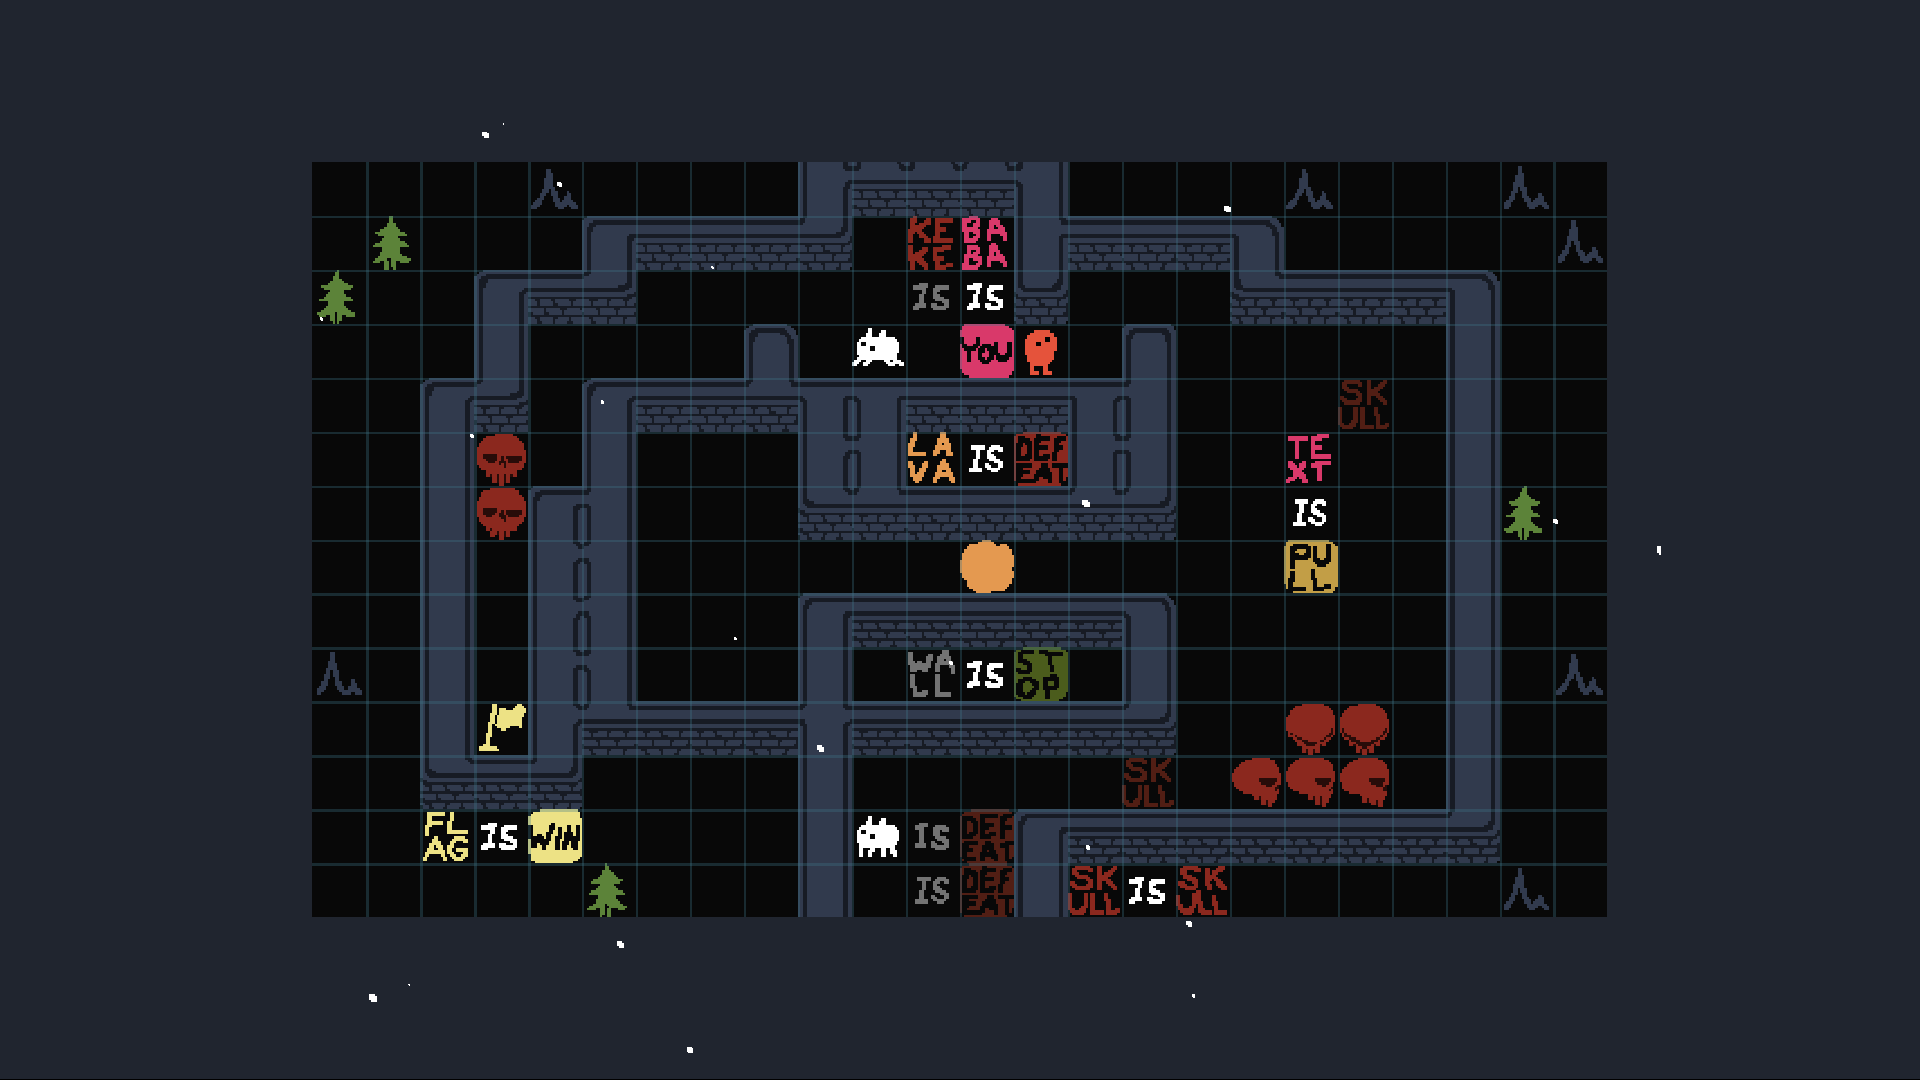 KEKE BABA
IS IS
YOU
SKULL
LAVA IS DEFEAT
TEXT
IS
PULL
WALL IS STOP
SKULL
FLAG IS WIN
IS DEFEAT
IS DEFEAT
SKULL IS SKULL